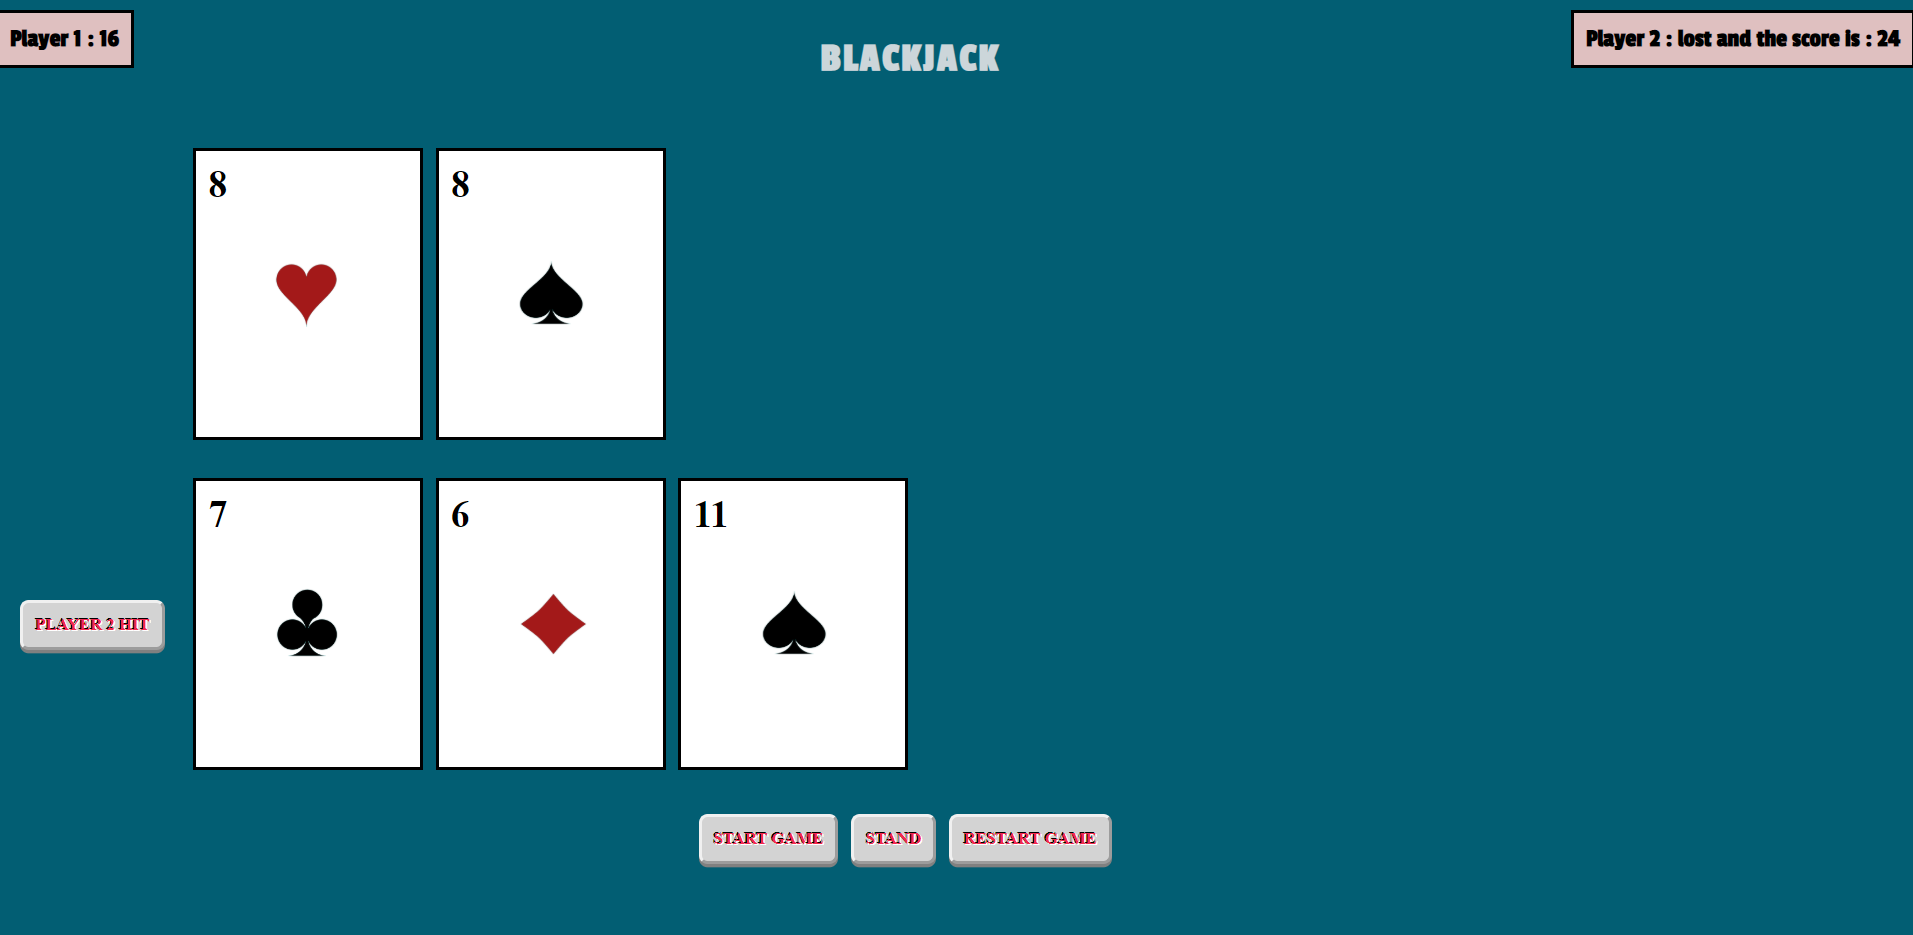 Player 1 : 16
BLACKJACK
Player 2 : lost and the score is : 24
8
8
7
6
11
PLAYER 2 HIT
START GAME
STAND
RESTART GAME